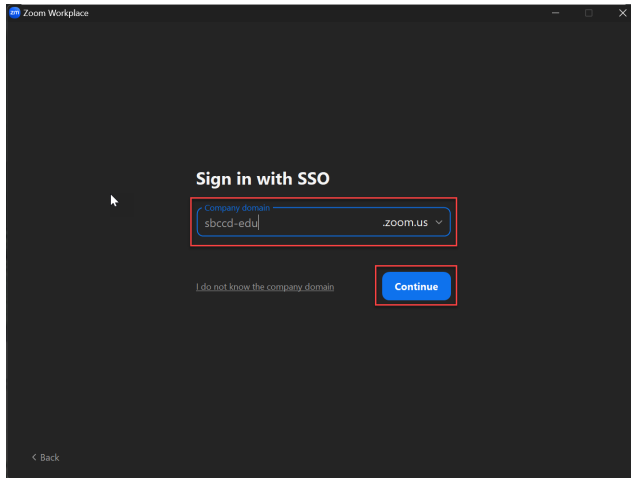 zm Zoom Workplace
Sign in with SSO
Company domain
sbccd-edu .zoom.us
I do not know the company domain Continue
< Back